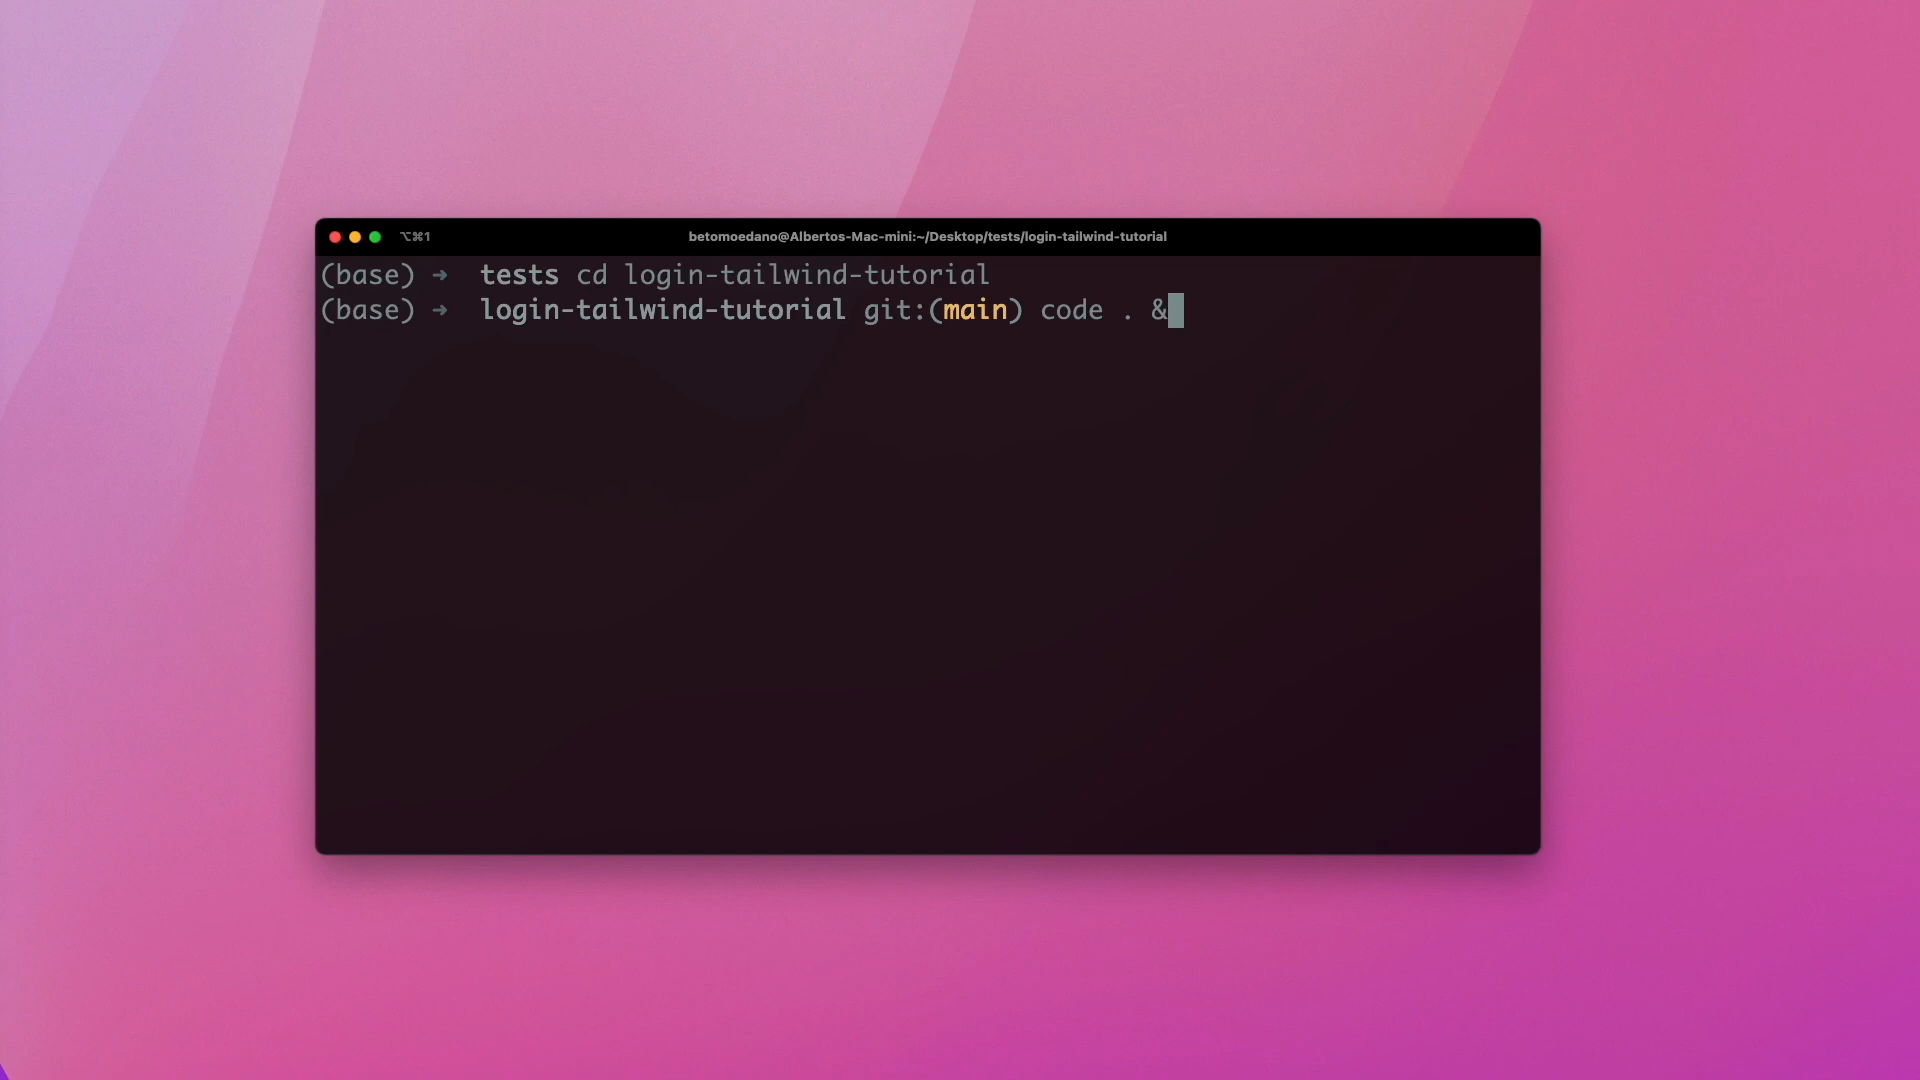 ⌥⌘1 betomoedano@Albertos-Mac-mini:~/Desktop/tests/login-tailwind-tutorial
(base) ➜ tests cd login-tailwind-tutorial
(base) ➜ login-tailwind-tutorial git:(main) code . &